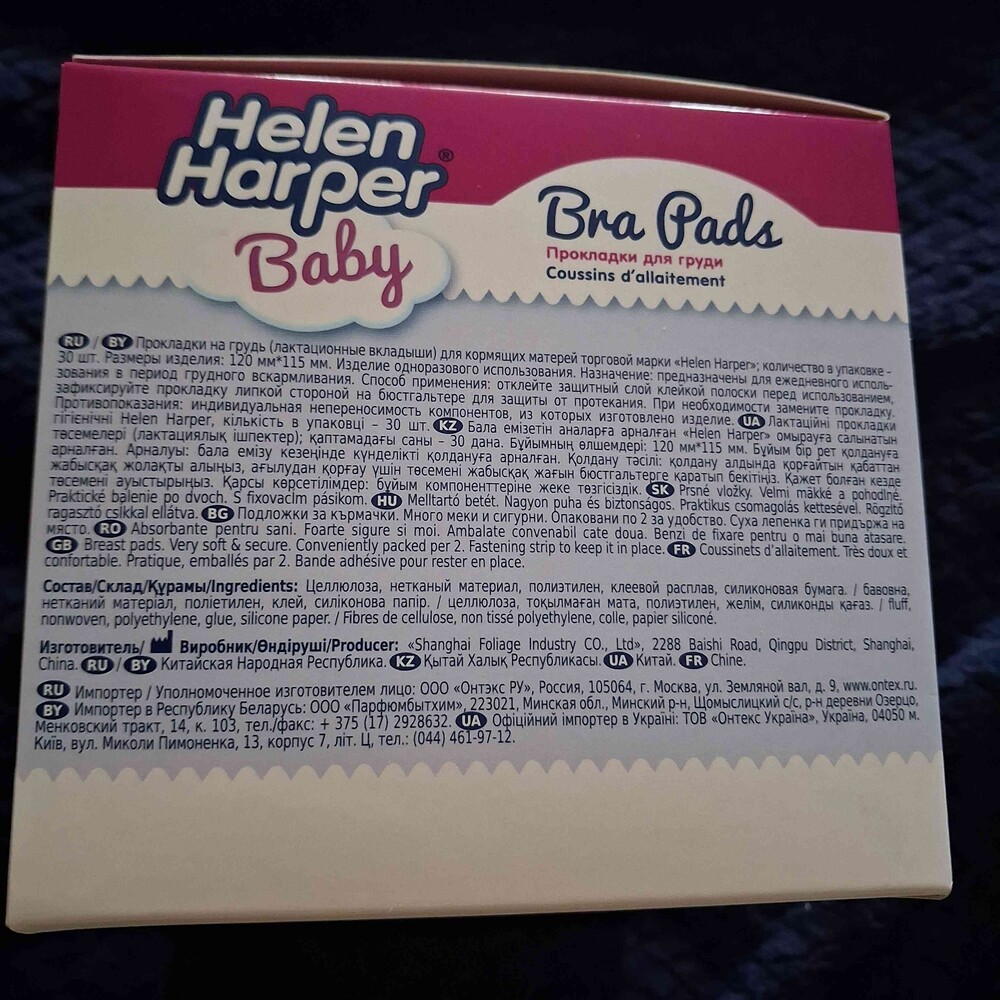 Helen
Harper®
Baby
Bra Pads
Прокладки для груди
Coussins d'allaitement
RU / BY Прокладки на грудь (лактационные вкладыши) для кормящих матерей торговой марки «Helen Harper»; количество в упаковке –
30 шт. Размеры изделия: 120 мм*115 мм. Изделие одноразового использования. Назначение: предназначены для ежедневного исполь-
зования в период грудного вскармливания. Способ применения: отклейте защитный слой клейкой полоски перед использованием,
зафиксируйте прокладку липкой стороной на бюстгальтере для защиты от протекания. При необходимости замените прокладку.
Противопоказания: индивидуальная непереносимость компонентов, из которых изготовлено изделие. UA Лактаційні прокладки
гігієнічні Helen Harper, кількість в упаковці – 30 шт. KZ Бала емізетін аналарға арналған «Helen Harper» омырауға салынатын
төсемелері (лактациялық ішпектер); қаптамадағы саны – 30 дана. Бұйымның өлшемдері: 120 мм*115 мм. Бұйым бір рет қолдануға
арналған. Арналуы: бала емізу кезеңінде күнделікті қолдануға арналған. Қолдану тәсілі: қолдану алдында қорғайтын қабаттан
жабысқақ жолақты алыңыз, ағылудан қорғау үшін төсемені жабысқақ жағын бюстгальтерге қаратып бекітіңіз. Қажет болған кезде
төсемені ауыстырыңыз. Қарсы көрсетілімдер: бұйым компоненттеріне жеке төзгісіздік. SK Prsné vložky. Velmi mäkké a pohodlné.
Praktické balenie po dvoch. S fixovacím pásikom. HU Melltartó betét. Nagyon puha és biztonságos. Praktikus csomagolás kettesével. Rögzítő
ragasztó csíkkal ellátva. BG Подложки за кърмачки. Много меки и сигурни. Опаковани по 2 за удобство. Суха лепенка ги придържа на
място. RO Absorbante pentru sani. Foarte sigure si moi. Ambalate convenabil cate doua. Benzi de fixare pentru o mai buna atasare.
GB Breast pads. Very soft & secure. Conveniently packed per 2. Fastening strip to keep it in place. FR Coussinets d'allaitement. Très doux et
confortable. Pratique, emballés par 2. Bande adhésive pour rester en place.
Состав/Склад/Құрамы/Ingredients: Целлюлоза, нетканый материал, полиэтилен, клеевой расплав, силиконовая бумага. / бавовна,
нетканий матеріал, поліетилен, клей, силіконова папір. / целлюлоза, тоқылмаған мата, полиэтилен, желім, силиконды қағаз. / fluff,
nonwoven, polyethylene, glue, silicone paper. / Fibres de cellulose, non tissé polyethylene, colle, papier siliconé.
Изготовитель/ Виробник/Өндіруші/Producer: «Shanghai Foliage Industry CO., Ltd», 2288 Baishi Road, Qingpu District, Shanghai,
China. RU / BY Китайская Народная Республика. KZ Қытай Халық Республикасы. UA Китай. FR Chine.
RU Импортер / Уполномоченное изготовителем лицо: ООО «Онтэкс РУ», Россия, 105064, г. Москва, ул. Земляной вал, д. 9, www.ontex.ru.
BY Импортер в Республику Беларусь: ООО «Парфюмбытхим», 223021, Минская обл., Минский р-н, Щомыслицкий с/с, р-н деревни Озерцо,
Менковский тракт, 14, к. 103, тел./факс: + 375 (17) 2928632. UA Офіційний імпортер в Україні: ТОВ «Онтекс Україна», Україна, 04050 м.
Київ, вул. Миколи Пимоненка, 13, корпус 7, літ. Ц, тел.: (044) 461-97-12.